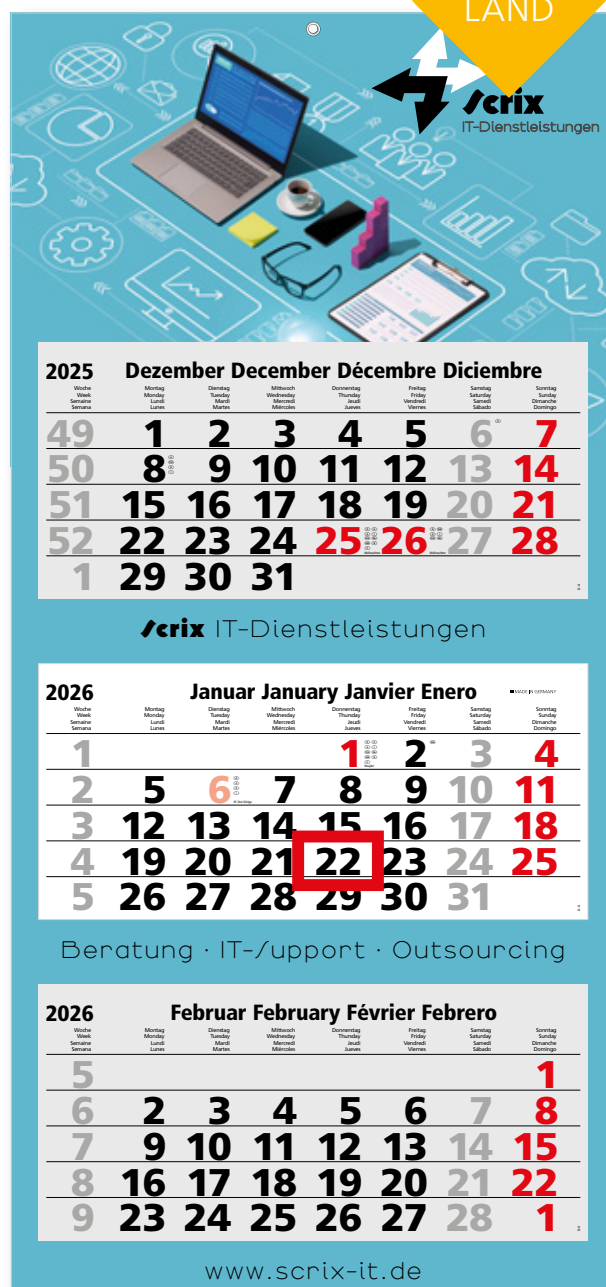 LAND
Scrix
IT-Dienstleistungen
2025 Dezember December Décembre Diciembre
Woche Montag Dienstag Mittwoch Donnerstag Freitag Samstag Sonntag
Week Monday Tuesday Wednesday Thursday Friday Saturday Sunday
Semaine Lundi Mardi Mercredi Jeudi Vendredi Samedi Dimanche
Semana Lunes Martes Miércoles Jueves Viernes Sábado Domingo
49 1 2 3 4 5 6 7
50 8 9 10 11 12 13 14
51 15 16 17 18 19 20 21
52 22 23 24 25 26 27 28
1 29 30 31
Scrix IT-Dienstleistungen
2026 Januar January Janvier Enero MADE IN GERMANY
Woche Montag Dienstag Mittwoch Donnerstag Freitag Samstag Sonntag
Week Monday Tuesday Wednesday Thursday Friday Saturday Sunday
Semaine Lundi Mardi Mercredi Jeudi Vendredi Samedi Dimanche
Semana Lunes Martes Miércoles Jueves Viernes Sábado Domingo
1 1 2 3 4
2 5 6 7 8 9 10 11
3 12 13 14 15 16 17 18
4 19 20 21 22 23 24 25
5 26 27 28 29 30 31
Beratung · IT-Support · Outsourcing
2026 Februar February Février Febrero
Woche Montag Dienstag Mittwoch Donnerstag Freitag Samstag Sonntag
Week Monday Tuesday Wednesday Thursday Friday Saturday Sunday
Semaine Lundi Mardi Mercredi Jeudi Vendredi Samedi Dimanche
Semana Lunes Martes Miércoles Jueves Viernes Sábado Domingo
5 1
6 2 3 4 5 6 7 8
7 9 10 11 12 13 14 15
8 16 17 18 19 20 21 22
9 23 24 25 26 27 28 1
www.scrix-it.de